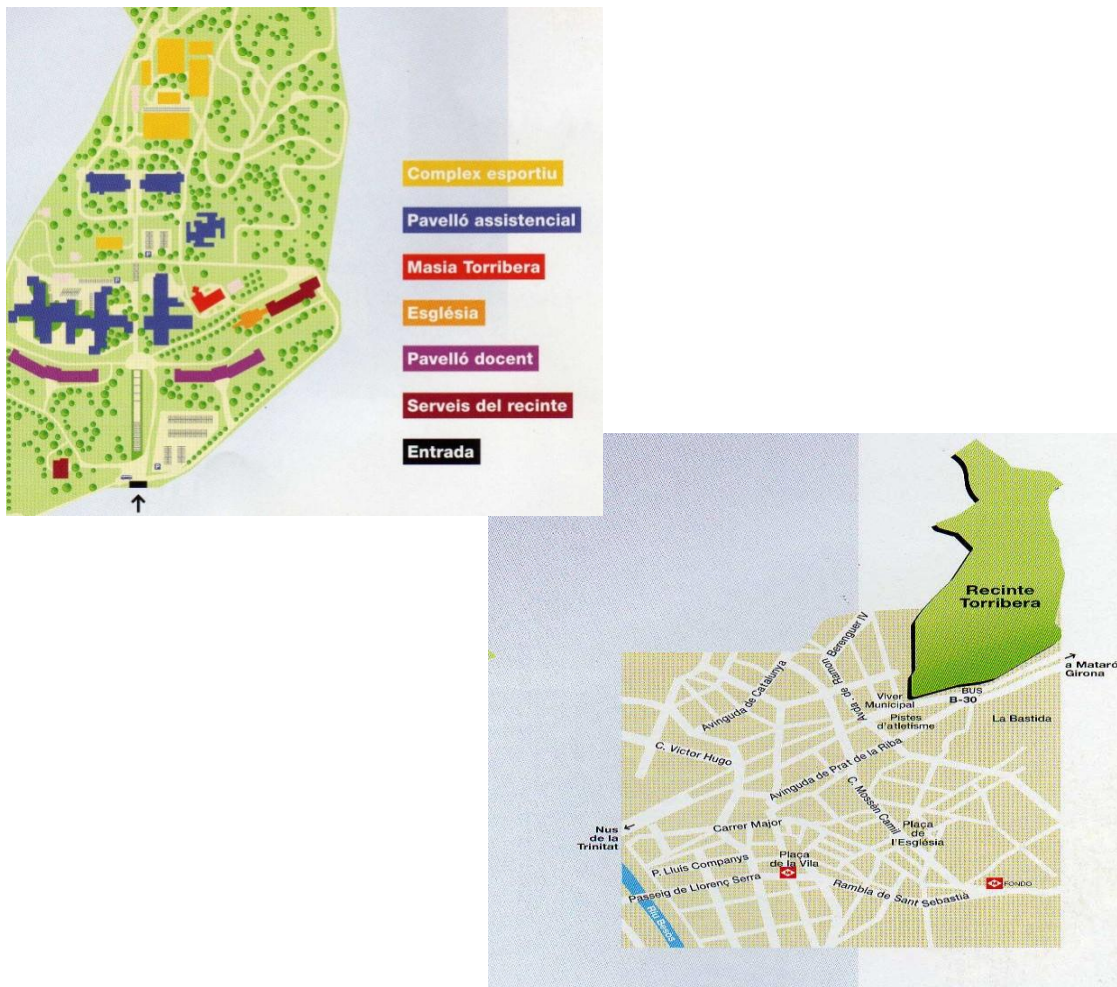 Complex esportiu
Pavelló assistencial
Masia Torribera
Església
Pavelló docent
Serveis del recinte
Entrada
P
P
P
P
Recinte
Torribera
a Mataró
Girona
BUS
B-30
La Bastida
Viver
Municipal
Pistes
d'atletisme
Avda. de Ramon Berenguer IV
Avinguda de Catalunya
C. Víctor Hugo
Avinguda de Prat de la Riba
C. Mossèn Camil
Nus
de la
Trinitat
Carrer Major
Plaça
de
l'Església
P. Lluís Companys
Plaça
de la Vila
M
Passeig de Llorenç Serra
Rambla de Sant Sebastià
M
FONDO
Riu Besòs